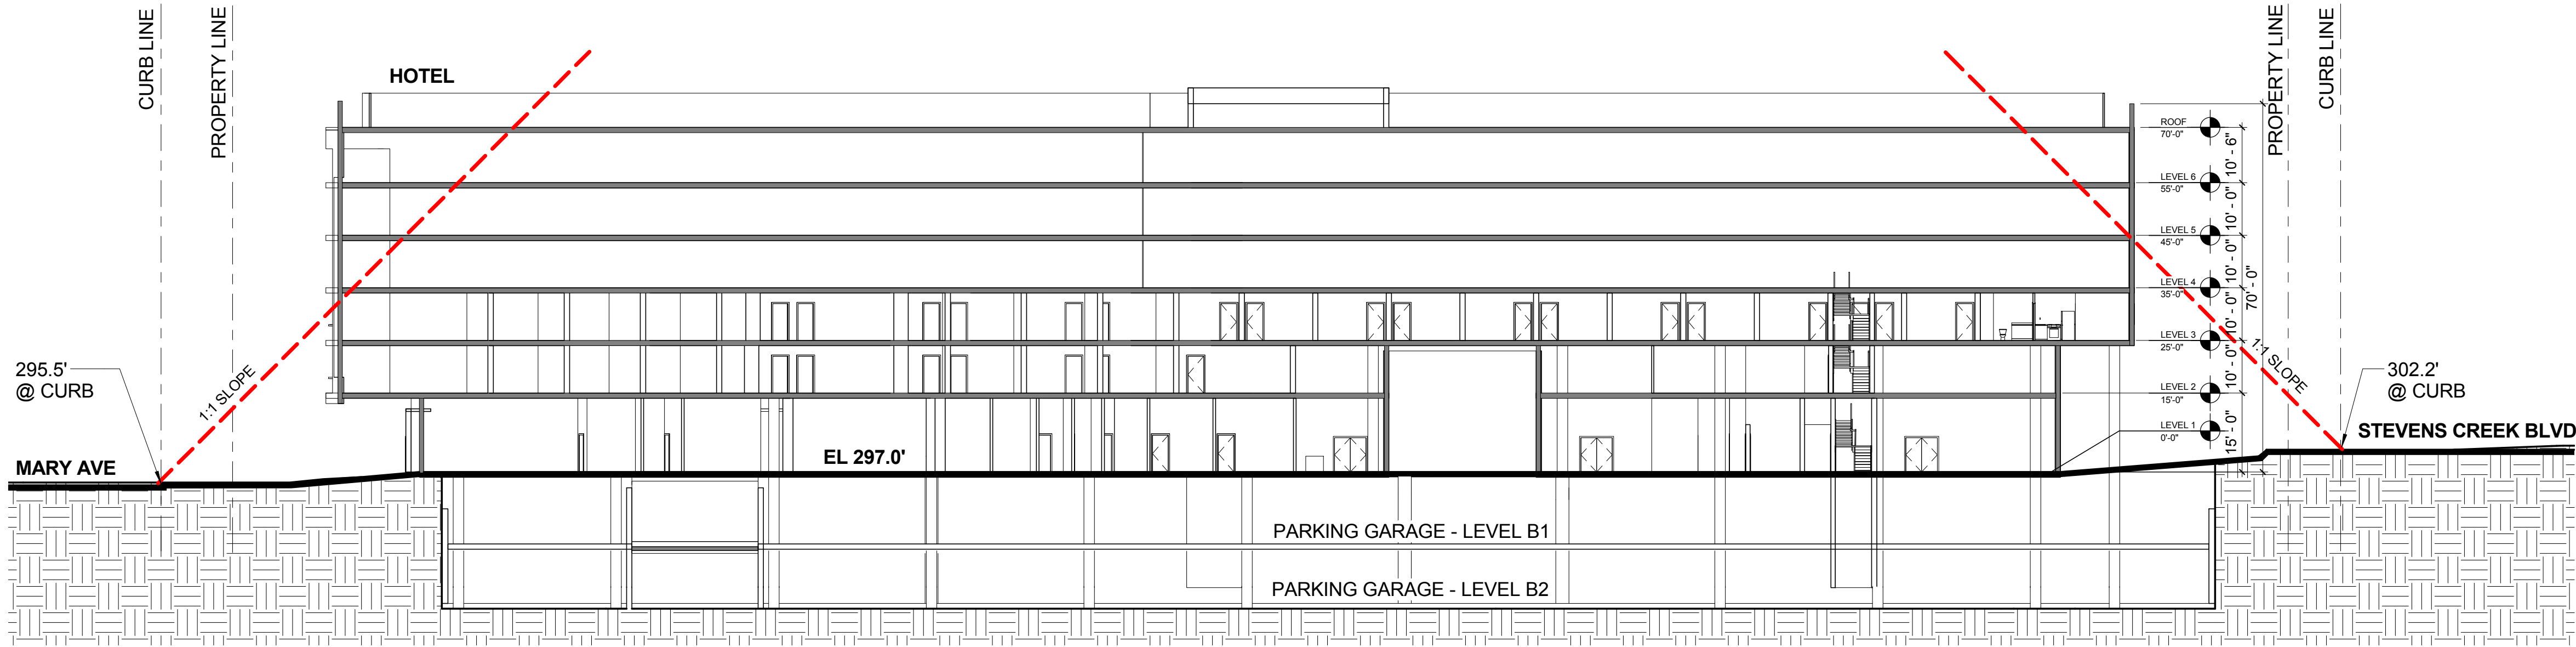 CURB LINE
PROPERTY LINE
HOTEL
PROPERTY LINE
CURB LINE
ROOF
70'-0"
10' - 6"
LEVEL 6
55'-0"
10' - 0"
LEVEL 5
45'-0"
10' - 0"
LEVEL 4
35'-0"
70' - 0"
10' - 0"
LEVEL 3
25'-0"
10' - 0"
LEVEL 2
15'-0"
LEVEL 1
0'-0"
15' - 0"
1:1 SLOPE
1:1 SLOPE
295.5'
@ CURB
302.2'
@ CURB
MARY AVE
EL 297.0'
STEVENS CREEK BLVD
PARKING GARAGE - LEVEL B1
PARKING GARAGE - LEVEL B2